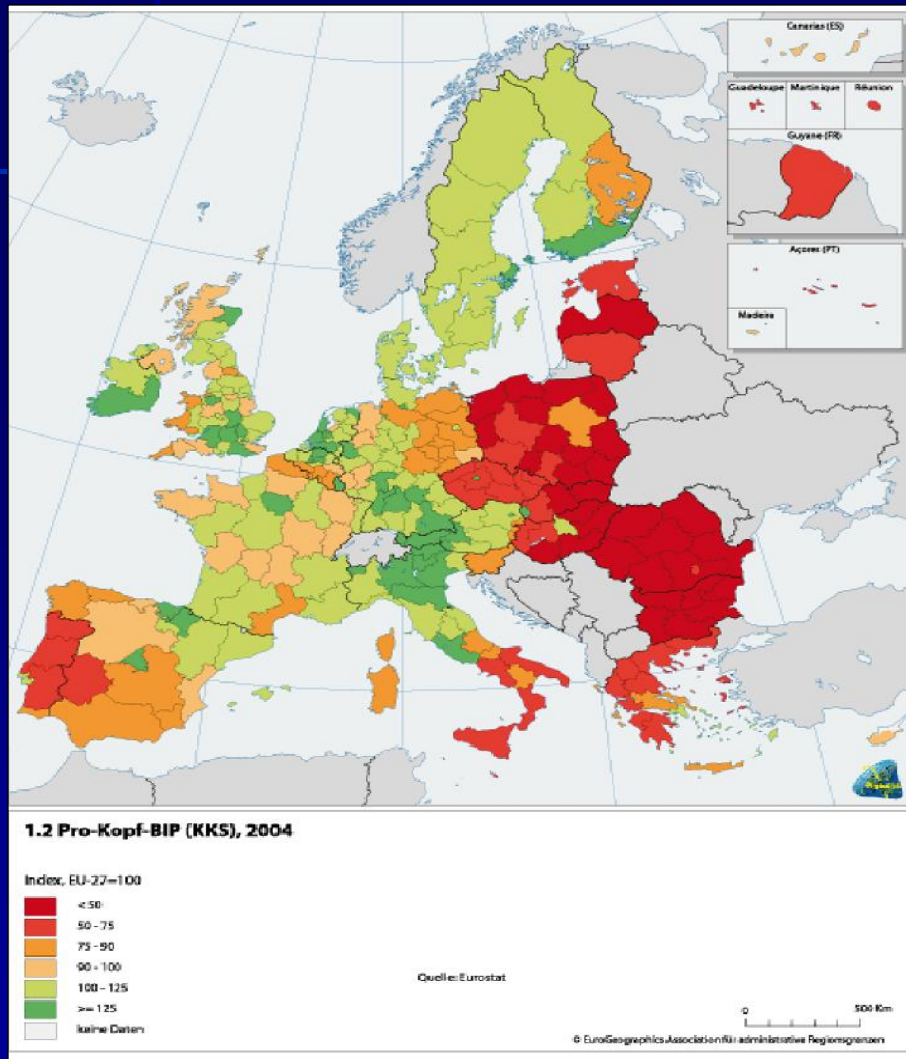 Canarias (ES)
Guadeloupe
Martinique
Réunion
Guyane (FR)
Açores (PT)
Madeira
1.2 Pro-Kopf-BIP (KKS), 2004
Index, EU-27=100
< 50
50 - 75
75 - 90
90 - 100
100 - 125
>= 125
keine Daten
Quelle: Eurostat
0 500 Km
© EuroGeographics Association für administrative Regionsgrenzen